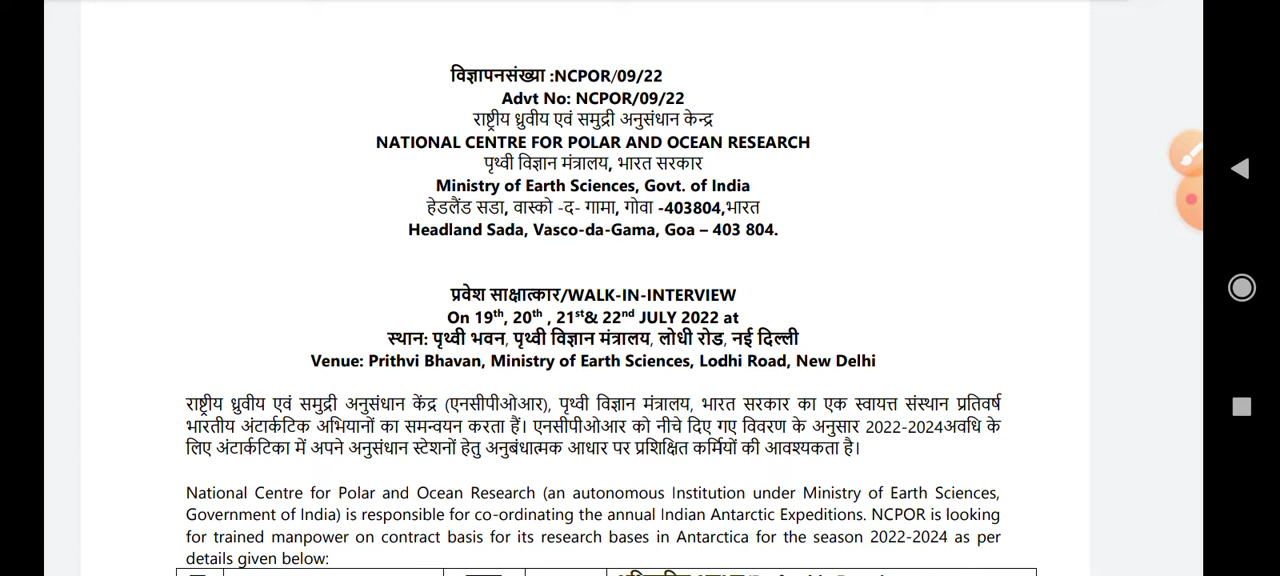 विज्ञापनसंख्या :NCPOR/09/22
Advt No: NCPOR/09/22
राष्ट्रीय ध्रुवीय एवं समुद्री अनुसंधान केन्द्र
NATIONAL CENTRE FOR POLAR AND OCEAN RESEARCH
पृथ्वी विज्ञान मंत्रालय, भारत सरकार
Ministry of Earth Sciences, Govt. of India
हेडलैंड सडा, वास्को -द- गामा, गोवा -403804,भारत
Headland Sada, Vasco-da-Gama, Goa – 403 804.
प्रवेश साक्षात्कार/WALK-IN-INTERVIEW
On 19th, 20th , 21st& 22nd JULY 2022 at
स्थान: पृथ्वी भवन, पृथ्वी विज्ञान मंत्रालय, लोधी रोड, नई दिल्ली
Venue: Prithvi Bhavan, Ministry of Earth Sciences, Lodhi Road, New Delhi
राष्ट्रीय ध्रुवीय एवं समुद्री अनुसंधान केंद्र (एनसीपीओआर), पृथ्वी विज्ञान मंत्रालय, भारत सरकार का एक स्वायत्त संस्थान प्रतिवर्ष
भारतीय अंटार्कटिक अभियानों का समन्वयन करता हैं। एनसीपीओआर को नीचे दिए गए विवरण के अनुसार 2022-2024अवधि के
लिए अंटार्कटिका में अपने अनुसंधान स्टेशनों हेतु अनुबंधात्मक आधार पर प्रशिक्षित कर्मियों की आवश्यकता है।
National Centre for Polar and Ocean Research (an autonomous Institution under Ministry of Earth Sciences,
Government of India) is responsible for co-ordinating the annual Indian Antarctic Expeditions. NCPOR is looking
for trained manpower on contract basis for its research bases in Antarctica for the season 2022-2024 as per
details given below: